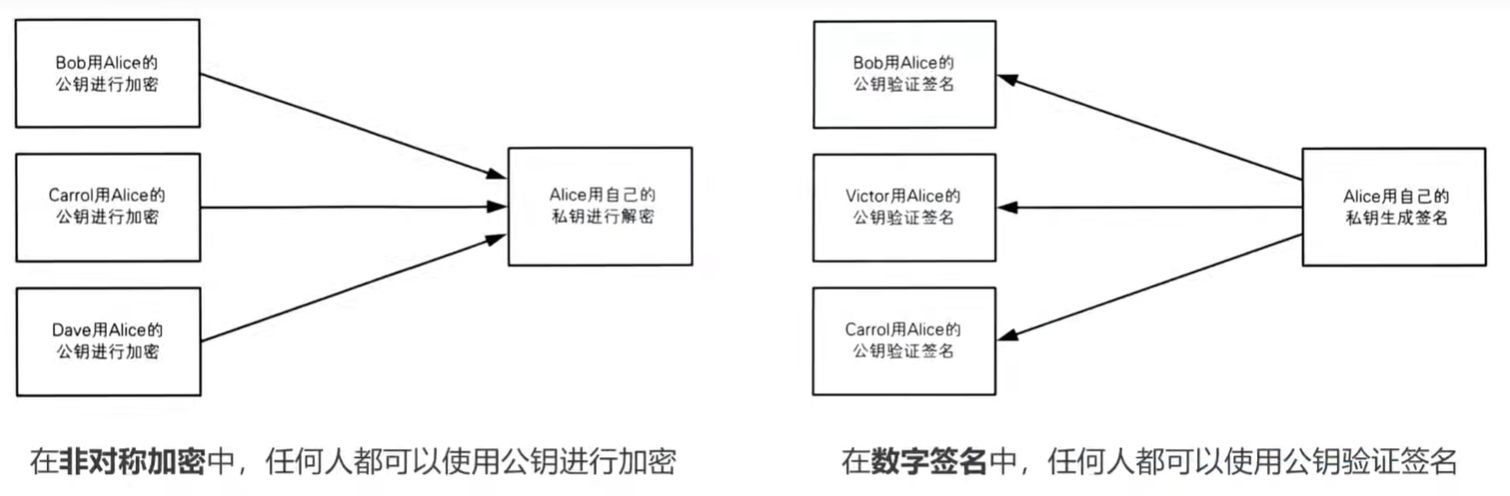 Bob用Alice的
公钥进行加密
Carrol用Alice的
公钥进行加密
Dave用Alice的
公钥进行加密
Alice用自己的
私钥进行解密
在非对称加密中，任何人都可以使用公钥进行加密
Bob用Alice的
公钥验证签名
Victor用Alice的
公钥验证签名
Carrol用Alice的
公钥验证签名
Alice用自己的
私钥生成签名
在数字签名中，任何人都可以使用公钥验证签名